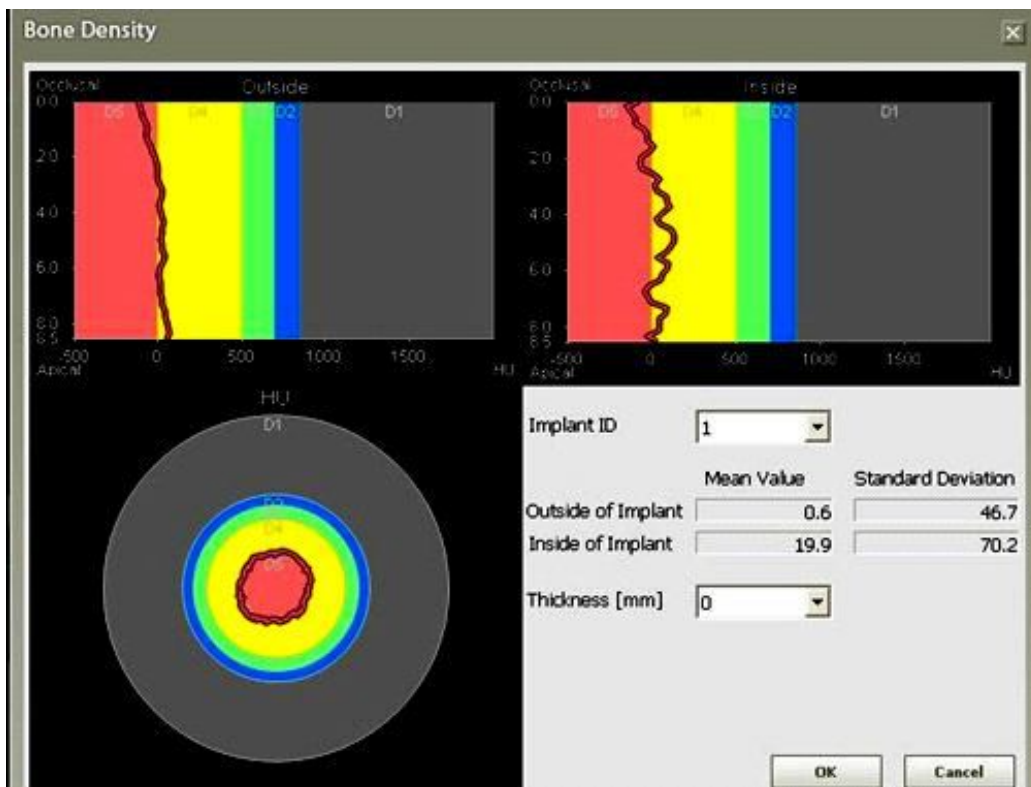 Bone Density
Occlusal Outside
0.0 D5 D4 D2 D1
2.0
4.0
6.0
8.0
8.5
-500 0 500 1000 1500
Apical HU
Occlusal Inside
0.0 D5 D4 D2 D1
2.0
4.0
6.0
8.0
8.5
-500 0 500 1000 1500
Apical HU
HU
D1
D4
D5
Implant ID 1
Mean Value Standard Deviation
Outside of Implant 0.6 46.7
Inside of Implant 19.9 70.2
Thickness [mm] 0
OK Cancel